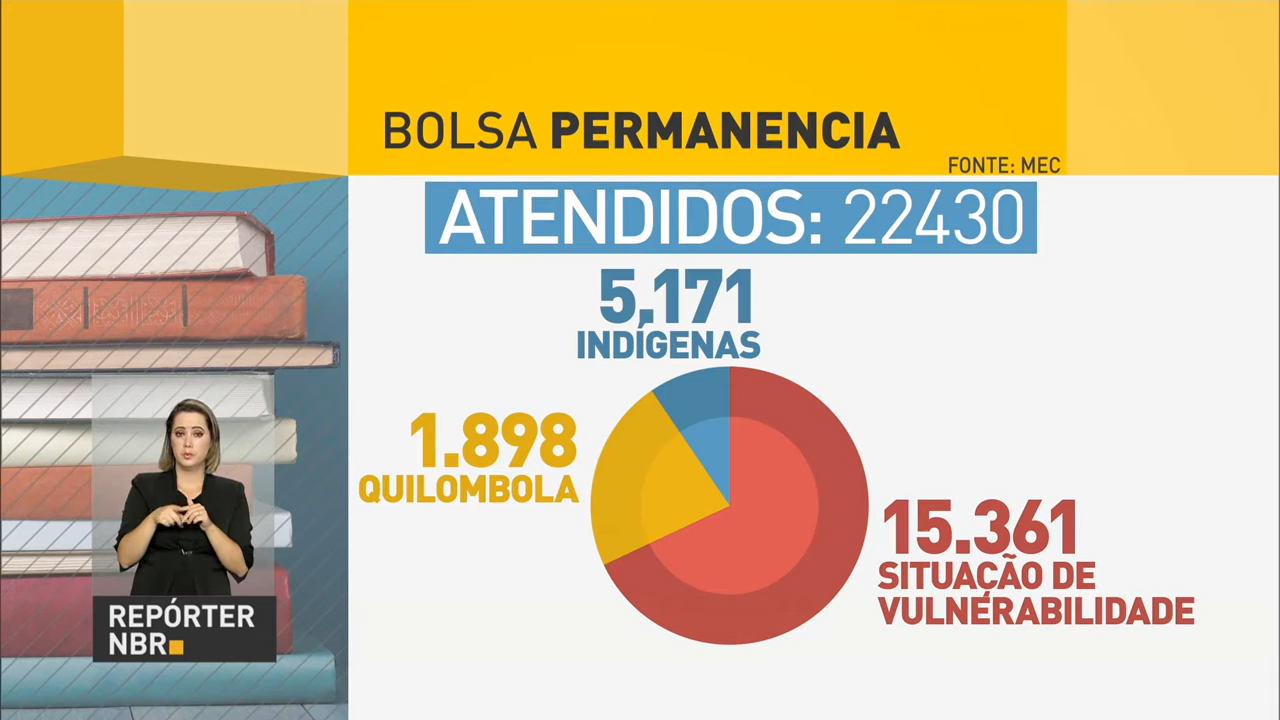 BOLSA PERMANENCIA
FONTE: MEC
ATENDIDOS: 22430
5,171
INDÍGENAS
1.898
QUILOMBOLA
15.361
SITUAÇÃO DE
VULNERABILIDADE
REPÓRTER
NBR